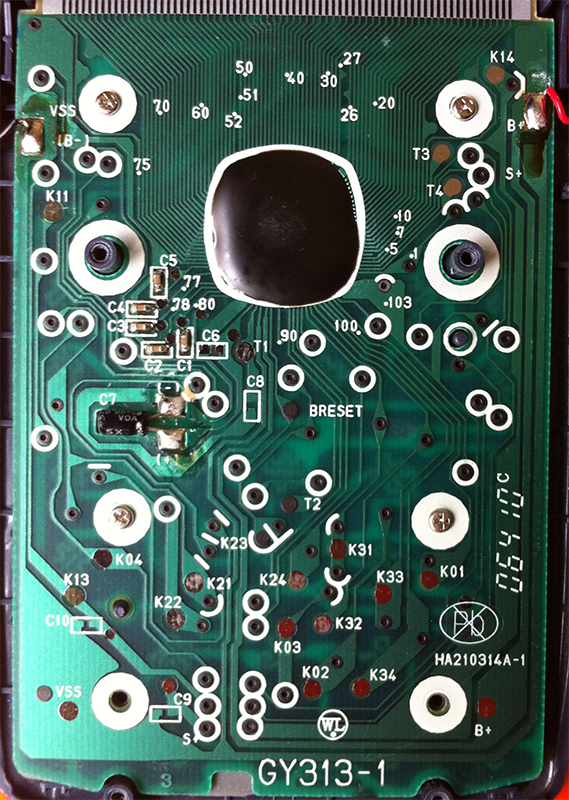 K14
27
50
40
30
51
20
70
60
26
52
VSS
B+
(B-)
T3
75
S+
T4
K11
10
7
5
1
C5
77
C4
78
80
103
C3
100
C6
90
T1
C2
C1
C8
C7
BRESET
T2
K23
K31
K04
06410c
K21
K24
K01
K13
K33
K22
C10
K03
K32
Pb
HA210314A-1
K02
K34
VSS
C9
S+
WL
B+
3
GY313-1